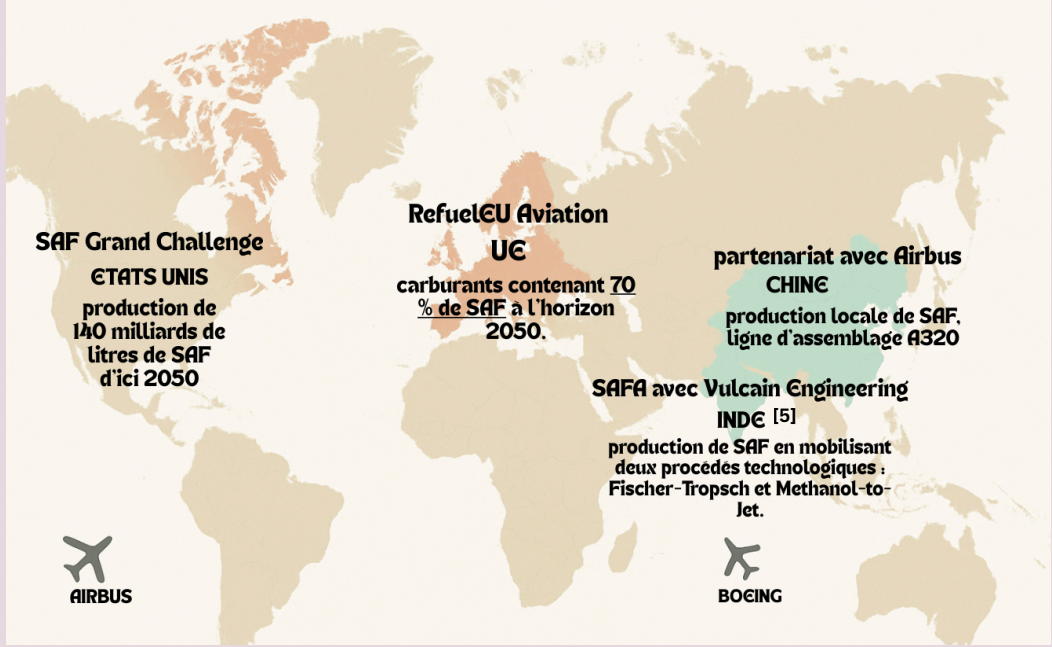 SAF Grand Challenge
ETATS UNIS
production de
140 milliards de
litres de SAF
d'ici 2050
RefuelEU Aviation
UE
carburants contenant 70
% de SAF à l'horizon
2050.
partenariat avec Airbus
CHINE
production locale de SAF,
ligne d'assemblage A320
SAFA avec Vulcain Engineering
INDE [5]
production de SAF en mobilisant
deux procédés technologiques :
Fischer-Tropsch et Methanol-to-
Jet.
AIRBUS
BOEING